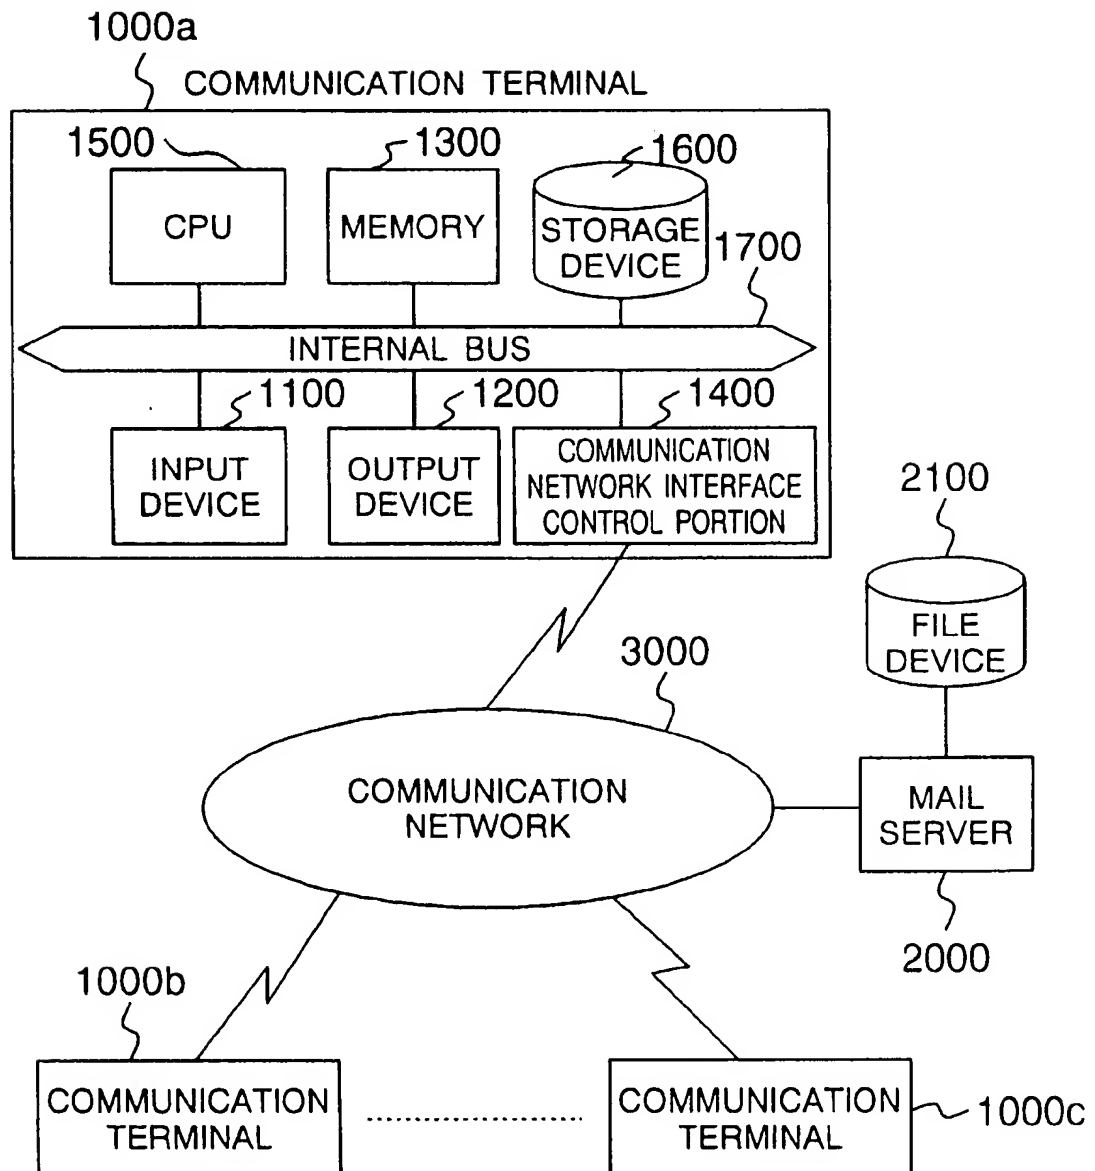 1000a
COMMUNICATION TERMINAL
1500
1300
1600
CPU
MEMORY
STORAGE
DEVICE
1700
INTERNAL BUS
1100
1200
1400
INPUT
DEVICE
OUTPUT
DEVICE
COMMUNICATION
NETWORK INTERFACE
CONTROL PORTION
2100
FILE
DEVICE
3000
COMMUNICATION
NETWORK
MAIL
SERVER
2000
1000b
COMMUNICATION
TERMINAL
COMMUNICATION
TERMINAL
1000c